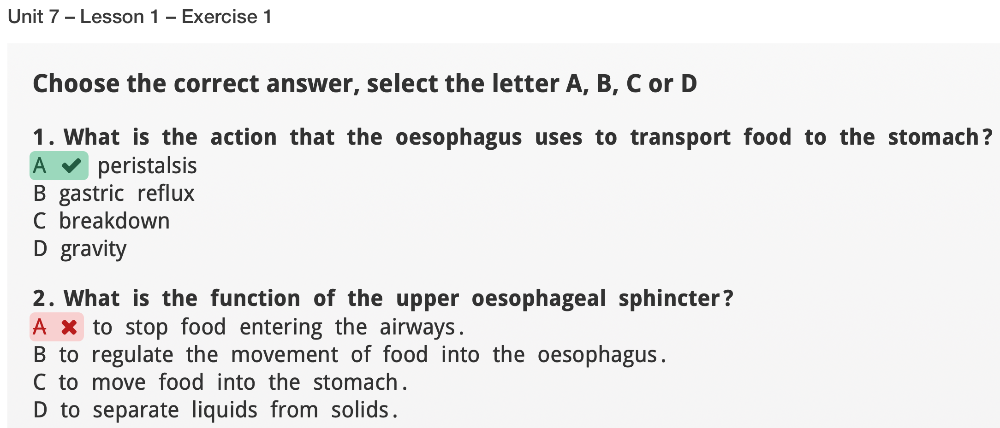 Unit 7 – Lesson 1 – Exercise 1
Choose the correct answer, select the letter A, B, C or D
1. What is the action that the oesophagus uses to transport food to the stomach?
A ✔ peristalsis
B gastric reflux
C breakdown
D gravity
2. What is the function of the upper oesophageal sphincter?
A ✖ to stop food entering the airways.
B to regulate the movement of food into the oesophagus.
C to move food into the stomach.
D to separate liquids from solids.